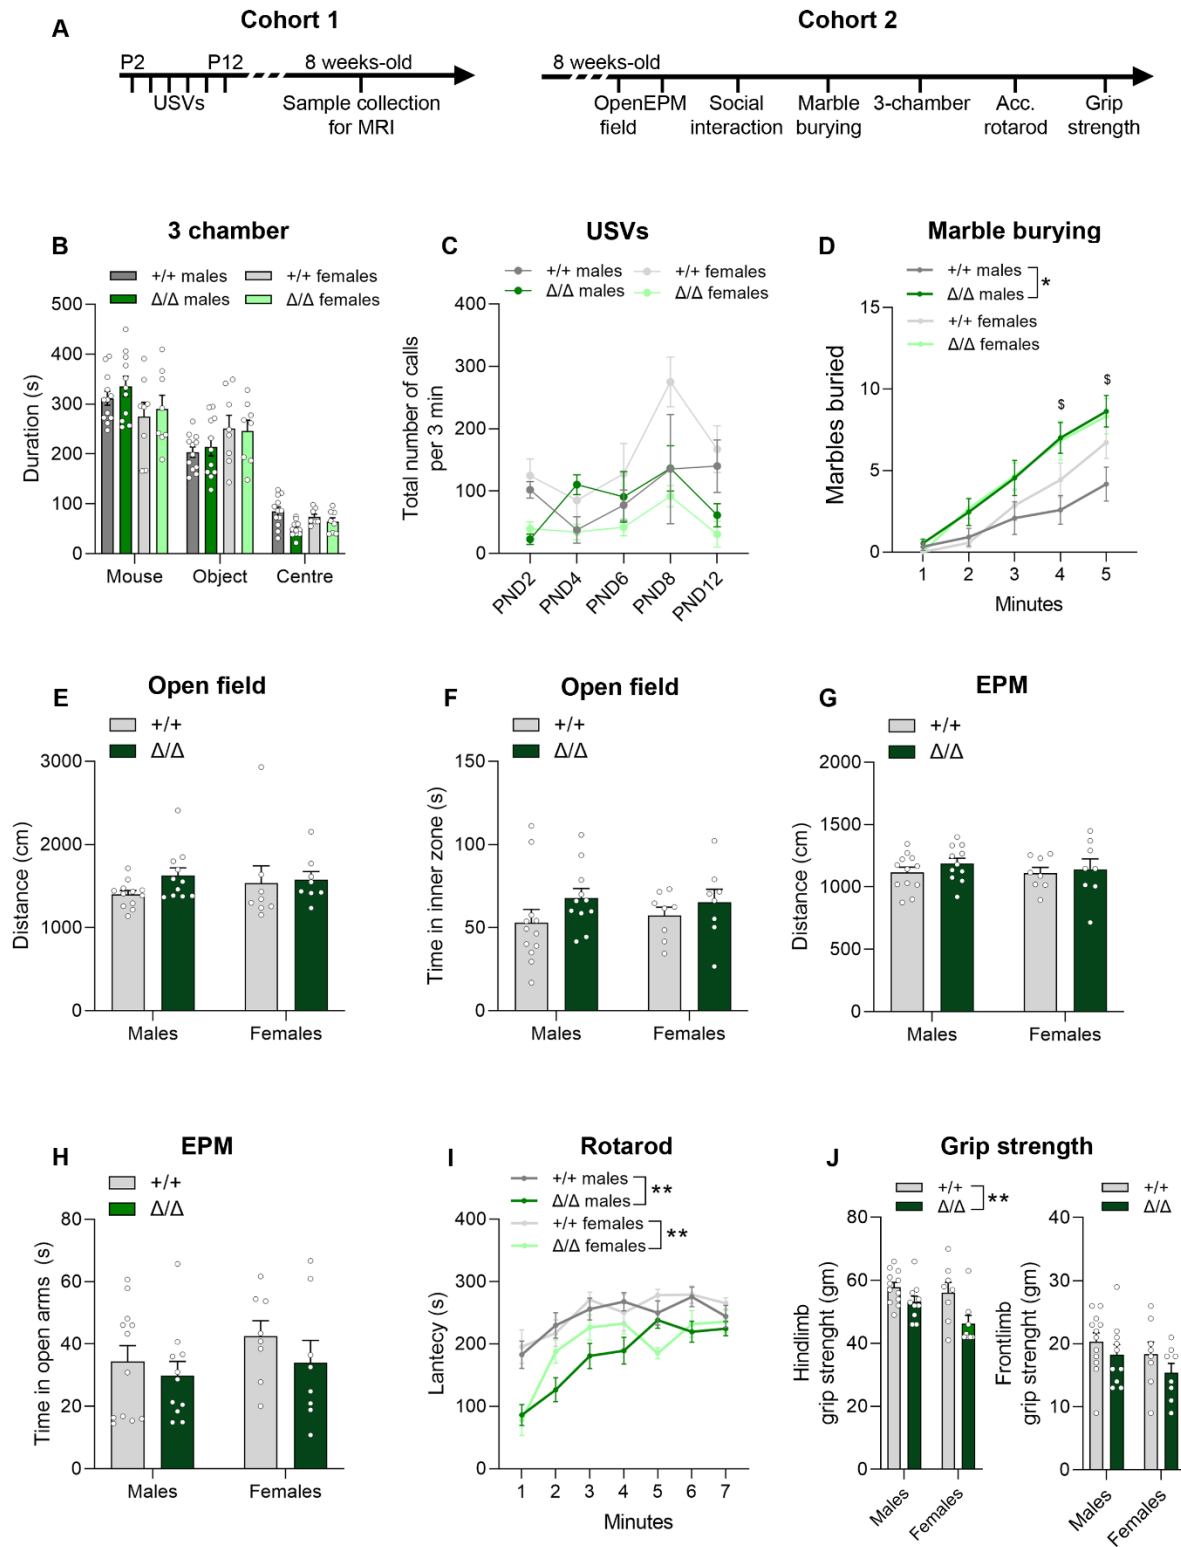 A
Cohort 1
Cohort 2
P2
P12
8 weeks-old
USVs
Sample collection
for MRI
8 weeks-old
Open
field
EPM
Social
interaction
Marble
burying
3-chamber
Acc.
rotarod
Grip
strength
B
3 chamber
+/+ males
+/+ females
Δ/Δ males
Δ/Δ females
Duration (s)
500
400
300
200
100
0
Mouse
Object
Centre
C
USVs
+/+ males
+/+ females
Δ/Δ males
Δ/Δ females
Total number of calls
per 3 min
400
300
200
100
0
PND2
PND4
PND6
PND8
PND12
D
Marble burying
+/+ males
Δ/Δ males
*
+/+ females
Δ/Δ females
Marbles buried
15
10
5
0
$
$
1
2
3
4
5
Minutes
E
Open field
+/+
Δ/Δ
Distance (cm)
3000
2000
1000
0
Males
Females
F
Open field
+/+
Δ/Δ
Time in inner zone (s)
150
100
50
0
Males
Females
G
EPM
+/+
Δ/Δ
Distance (cm)
2000
1500
1000
500
0
Males
Females
H
EPM
+/+
Δ/Δ
Time in open arms (s)
80
60
40
20
0
Males
Females
I
Rotarod
+/+ males
Δ/Δ males
**
+/+ females
Δ/Δ females
**
Lantecy (s)
400
300
200
100
0
1
2
3
4
5
6
7
Minutes
J
Grip strength
+/+
Δ/Δ
**
Hindlimb
grip strenght (gm)
80
60
40
20
0
Males
Females
+/+
Δ/Δ
Frontlimb
grip strenght (gm)
40
30
20
10
0
Males
Females